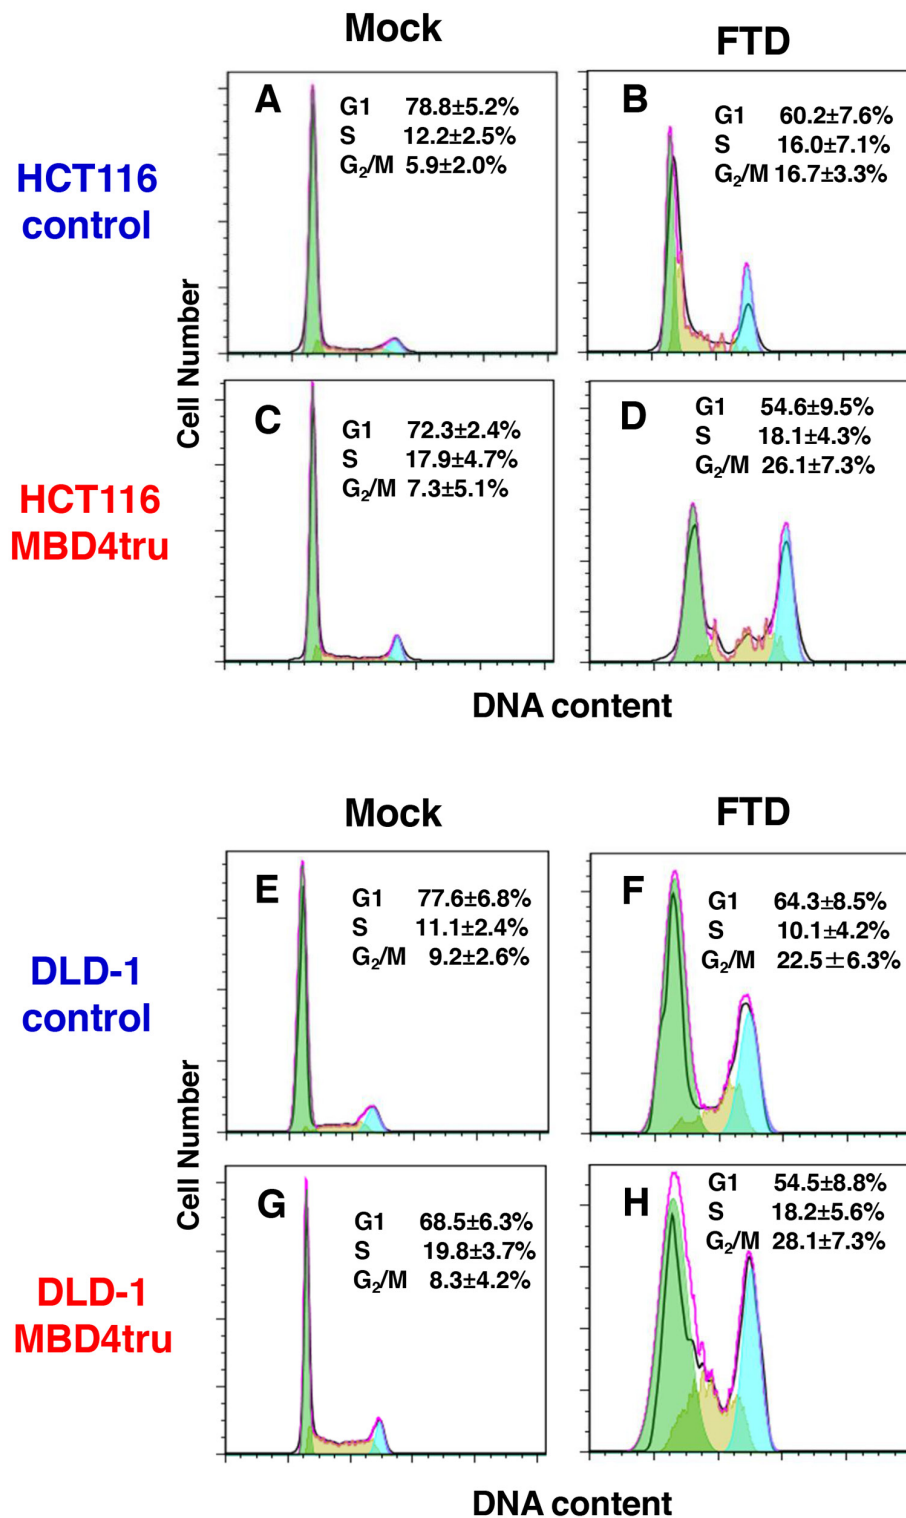 Mock
FTD
HCT116
control
A
G1 78.8±5.2%
S 12.2±2.5%
G₂/M 5.9±2.0%
B
G1 60.2±7.6%
S 16.0±7.1%
G₂/M 16.7±3.3%
Cell Number
HCT116
MBD4tru
C
G1 72.3±2.4%
S 17.9±4.7%
G₂/M 7.3±5.1%
D
G1 54.6±9.5%
S 18.1±4.3%
G₂/M 26.1±7.3%
DNA content
Mock
FTD
DLD-1
control
E
G1 77.6±6.8%
S 11.1±2.4%
G₂/M 9.2±2.6%
F
G1 64.3±8.5%
S 10.1±4.2%
G₂/M 22.5±6.3%
Cell Number
DLD-1
MBD4tru
G
G1 68.5±6.3%
S 19.8±3.7%
G₂/M 8.3±4.2%
H
G1 54.5±8.8%
S 18.2±5.6%
G₂/M 28.1±7.3%
DNA content